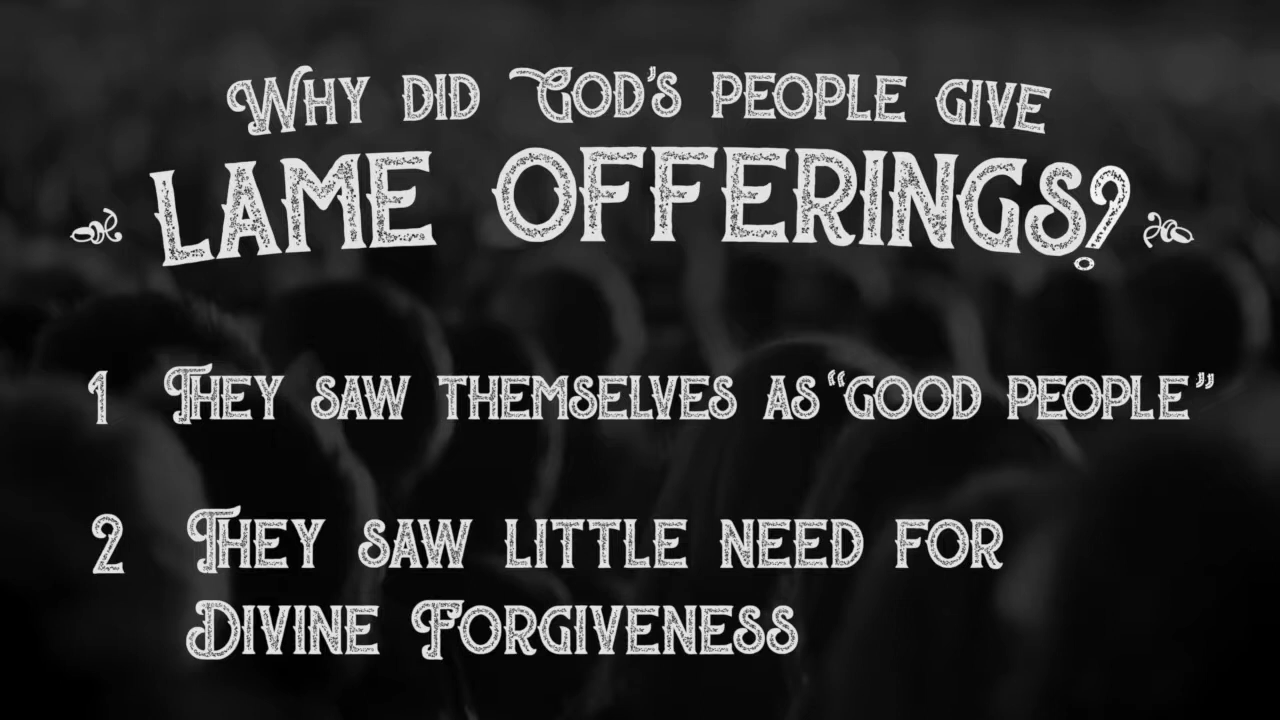 Why did God's people give
LAME OFFERINGS?
1 They saw themselves as “good people”
2 They saw little need for
Divine Forgiveness